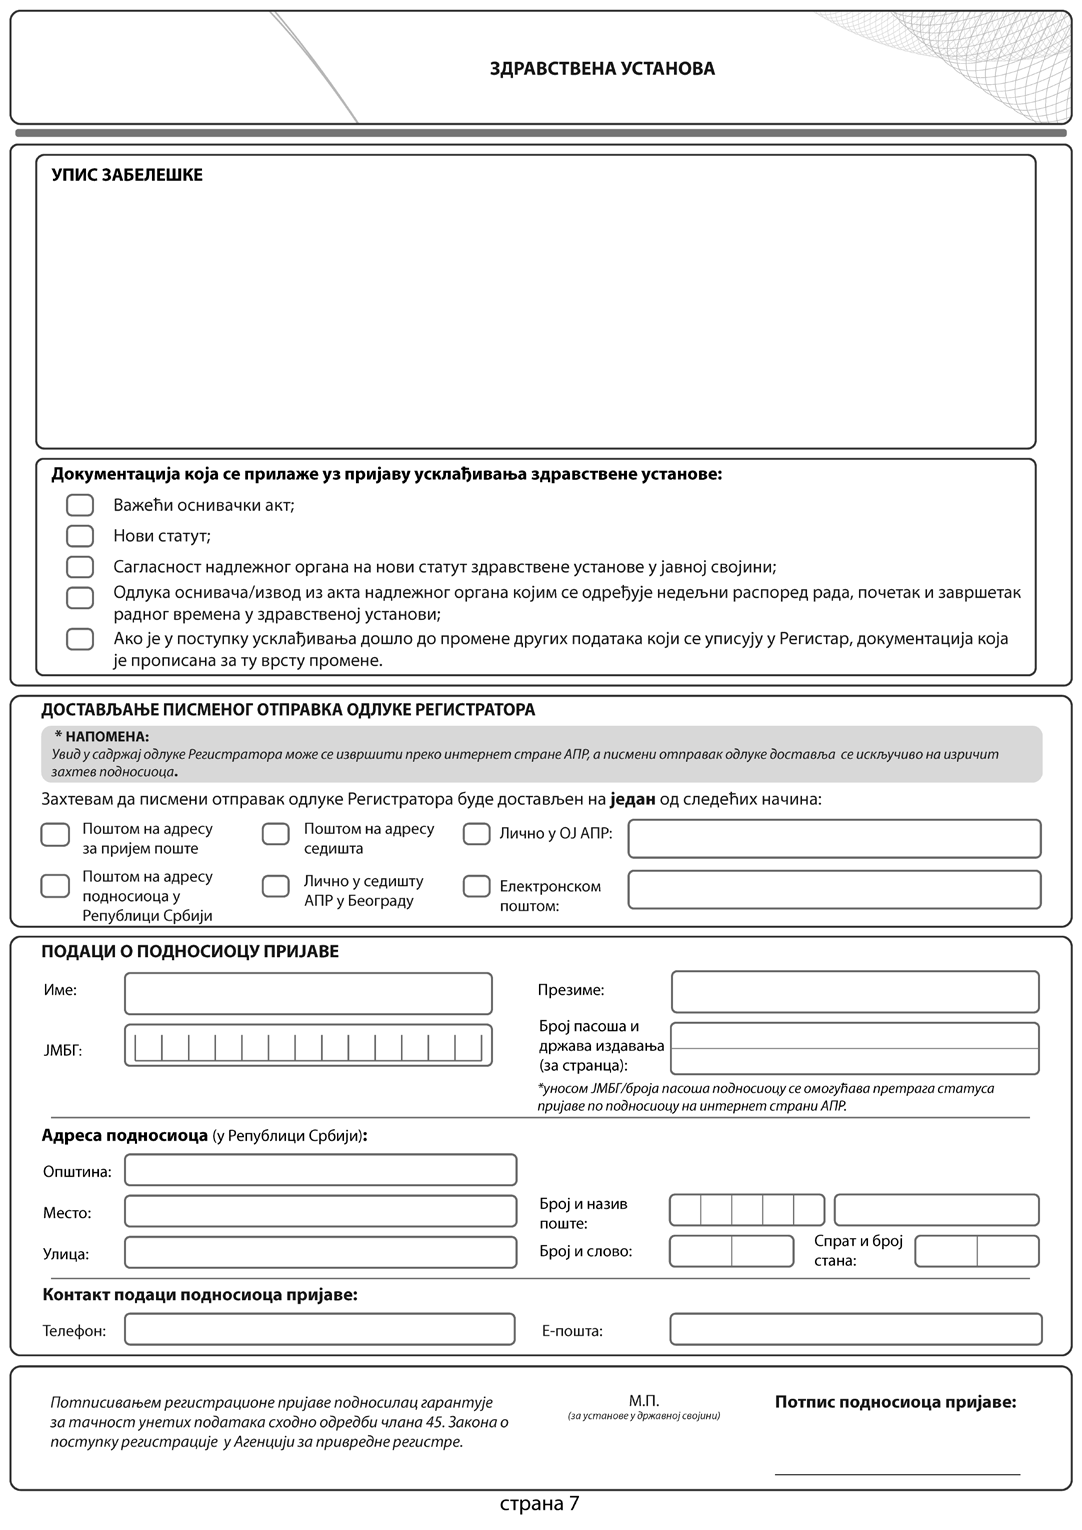 ЗДРАВСТВЕНА УСТАНОВА
УПИС ЗАБЕЛЕШКЕ
Документација која се прилаже уз пријаву усклађивања здравствене установе:
Важећи оснивачки акт;
Нови статут;
Сагласност надлежног органа на нови статут здравствене установе у јавној својини;
Одлука оснивача/извод из акта надлежног органа којим се одређује недељни распоред рада, почетак и завршетак
радног времена у здравственој установи;
Ако је у поступку усклађивања дошло до промене других података који се уписују у Регистар, документација која
је прописана за ту врсту промене.
ДОСТАВЉАЊЕ ПИСМЕНОГ ОТПРАВКА ОДЛУКЕ РЕГИСТРАТОРА
* НАПОМЕНА:
Увид у садржај одлуке Регистратора може се извршити преко интернет стране АПР, а писмени отправак одлуке доставља се искључиво на изричит
захтев подносиоца.
Захтевам да писмени отправак одлуке Регистратора буде достављен на један од следећих начина:
Поштом на адресу
за пријем поште
Поштом на адресу
седишта
Лично у ОЈ АПР:
Поштом на адресу
подносиоца у
Републици Србији
Лично у седишту
АПР у Београду
Електронском
поштом:
ПОДАЦИ О ПОДНОСИОЦУ ПРИЈАВЕ
Име:
Презиме:
ЈМБГ:
Број пасоша и
држава издавања
(за странца):
*уносом ЈМБГ/броја пасоша подносиоцу се омогућава претрага статуса
пријаве по подносиоцу на интернет страни АПР.
Адреса подносиоца (у Републици Србији):
Општина:
Место:
Број и назив
поште:
Улица:
Број и слово:
Спрат и број
стана:
Контакт подаци подносиоца пријаве:
Телефон:
Е-пошта:
Потписивањем регистрационе пријаве подносилац гарантује
за тачност унетих података сходно одредби члана 45. Закона о
поступку регистрације у Агенцији за привредне регистре.
М.П.
(за установе у државној својини)
Потпис подносиоца пријаве:
страна 7